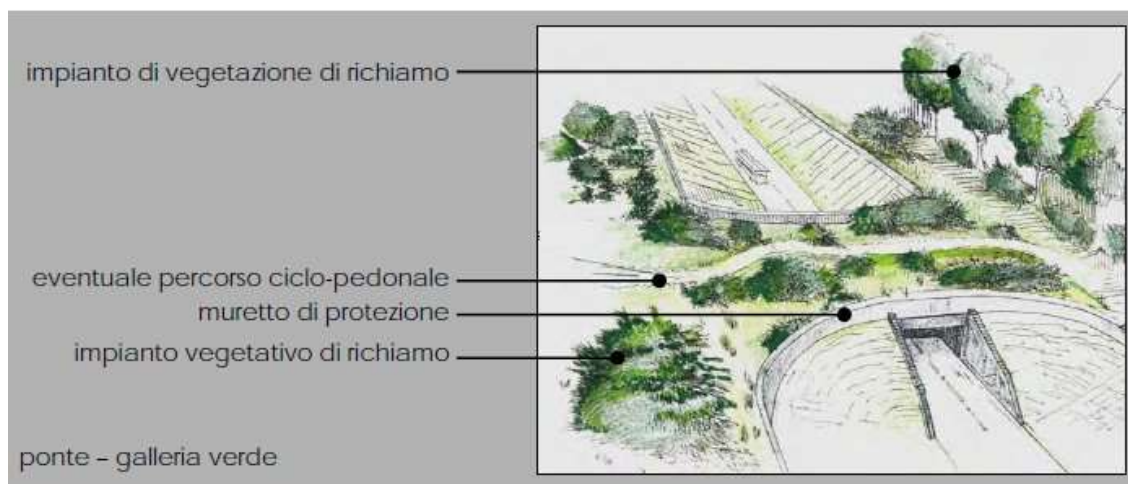 impianto di vegetazione di richiamo
eventuale percorso ciclo-pedonale
muretto di protezione
impianto vegetativo di richiamo
ponte – galleria verde